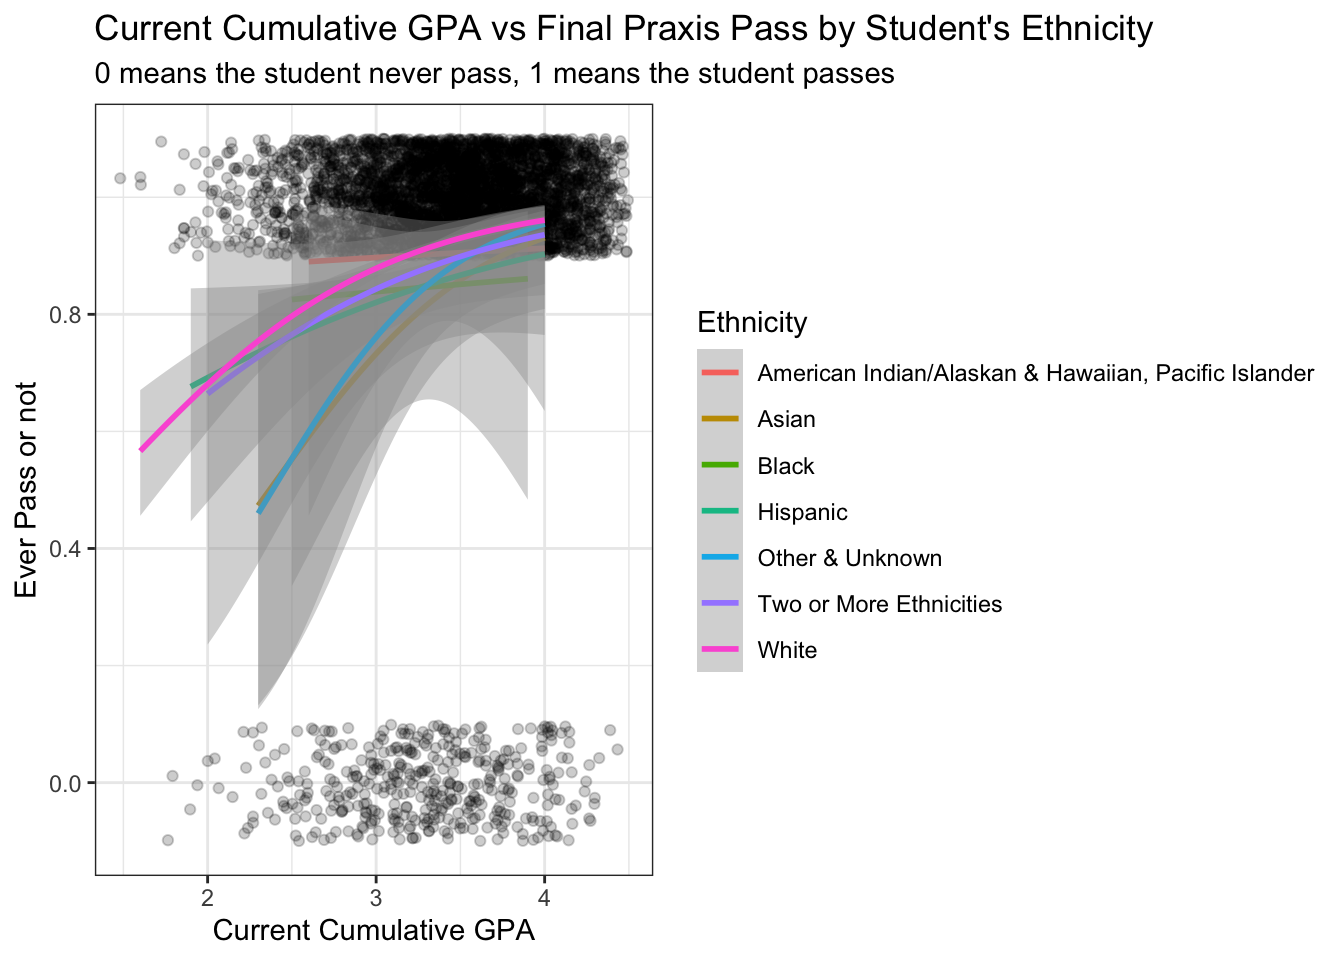 Current Cumulative GPA vs Final Praxis Pass by Student's Ethnicity
0 means the student never pass, 1 means the student passes
Ever Pass or not
0.8
0.4
0.0
2 3 4
Current Cumulative GPA
Ethnicity
American Indian/Alaskan & Hawaiian, Pacific Islander
Asian
Black
Hispanic
Other & Unknown
Two or More Ethnicities
White